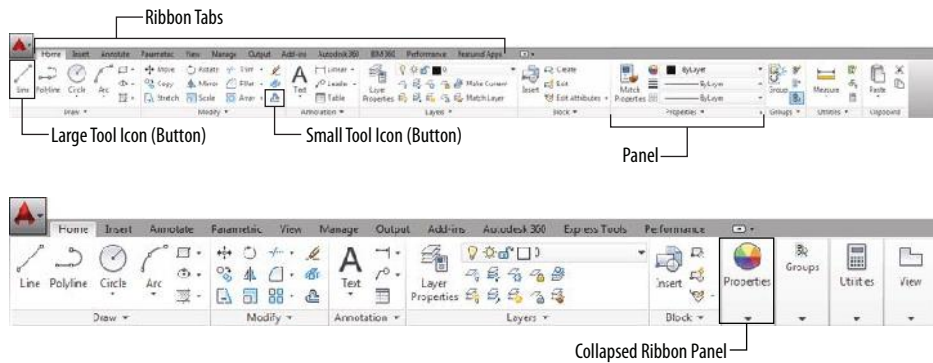 Ribbon Tabs
Home Insert Annotate Parametric View Manage Output Add-ins Autodesk 360 BIM 360 Performance Featured Apps
Line Polyline Circle Arc Move Rotate Trim Copy Mirror Fillet Stretch Scale Array Text Linear Leader Table Layer Properties Make Current Match Layer Insert Create Edit Edit Attributes Match Properties ByLayer ByLayer ByLayer Group Measure Paste
Draw Modify Annotation Layers Block Properties Groups Utilities Clipboard
Large Tool Icon (Button)
Small Tool Icon (Button)
Panel
Home Insert Annotate Parametric View Manage Output Add-ins Autodesk 360 Express Tools Performance
Line Polyline Circle Arc Text Layer Properties Insert Properties Groups Utilities View
Draw Modify Annotation Layers Block
Collapsed Ribbon Panel